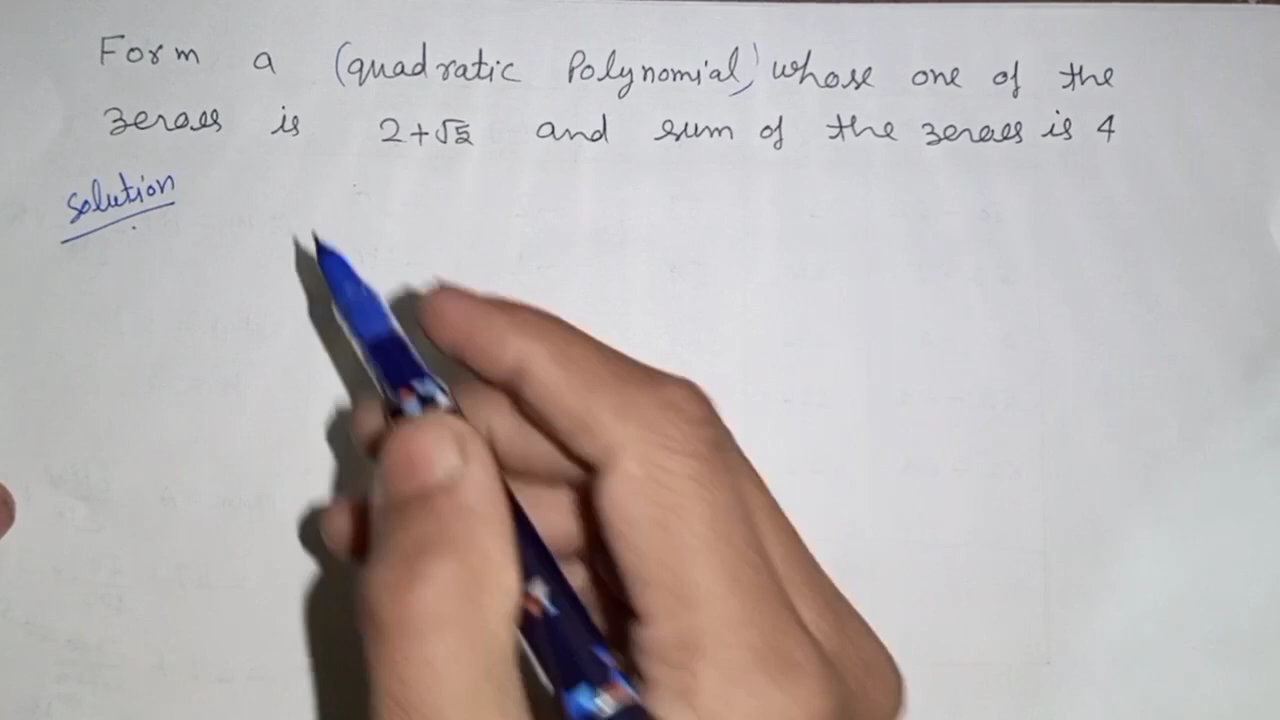 Form a (quadratic Polynomial) whose one of the
zeroes is 2+√2 and sum of the zeroes is 4
Solution